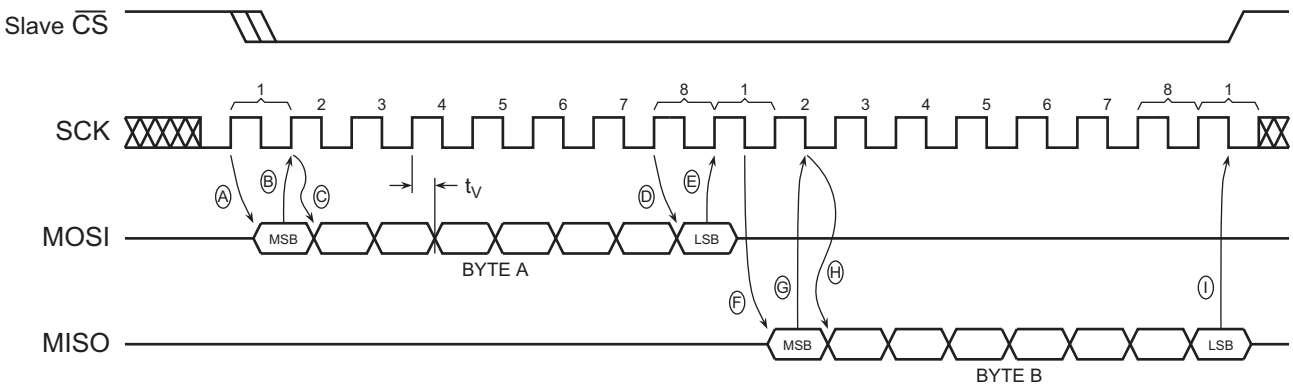 Slave CS
1 2 3 4 5 6 7 8 1 2 3 4 5 6 7 8 1
SCK
A B C tV D E
MOSI MSB LSB
BYTE A
F G H I
MISO MSB LSB
BYTE B